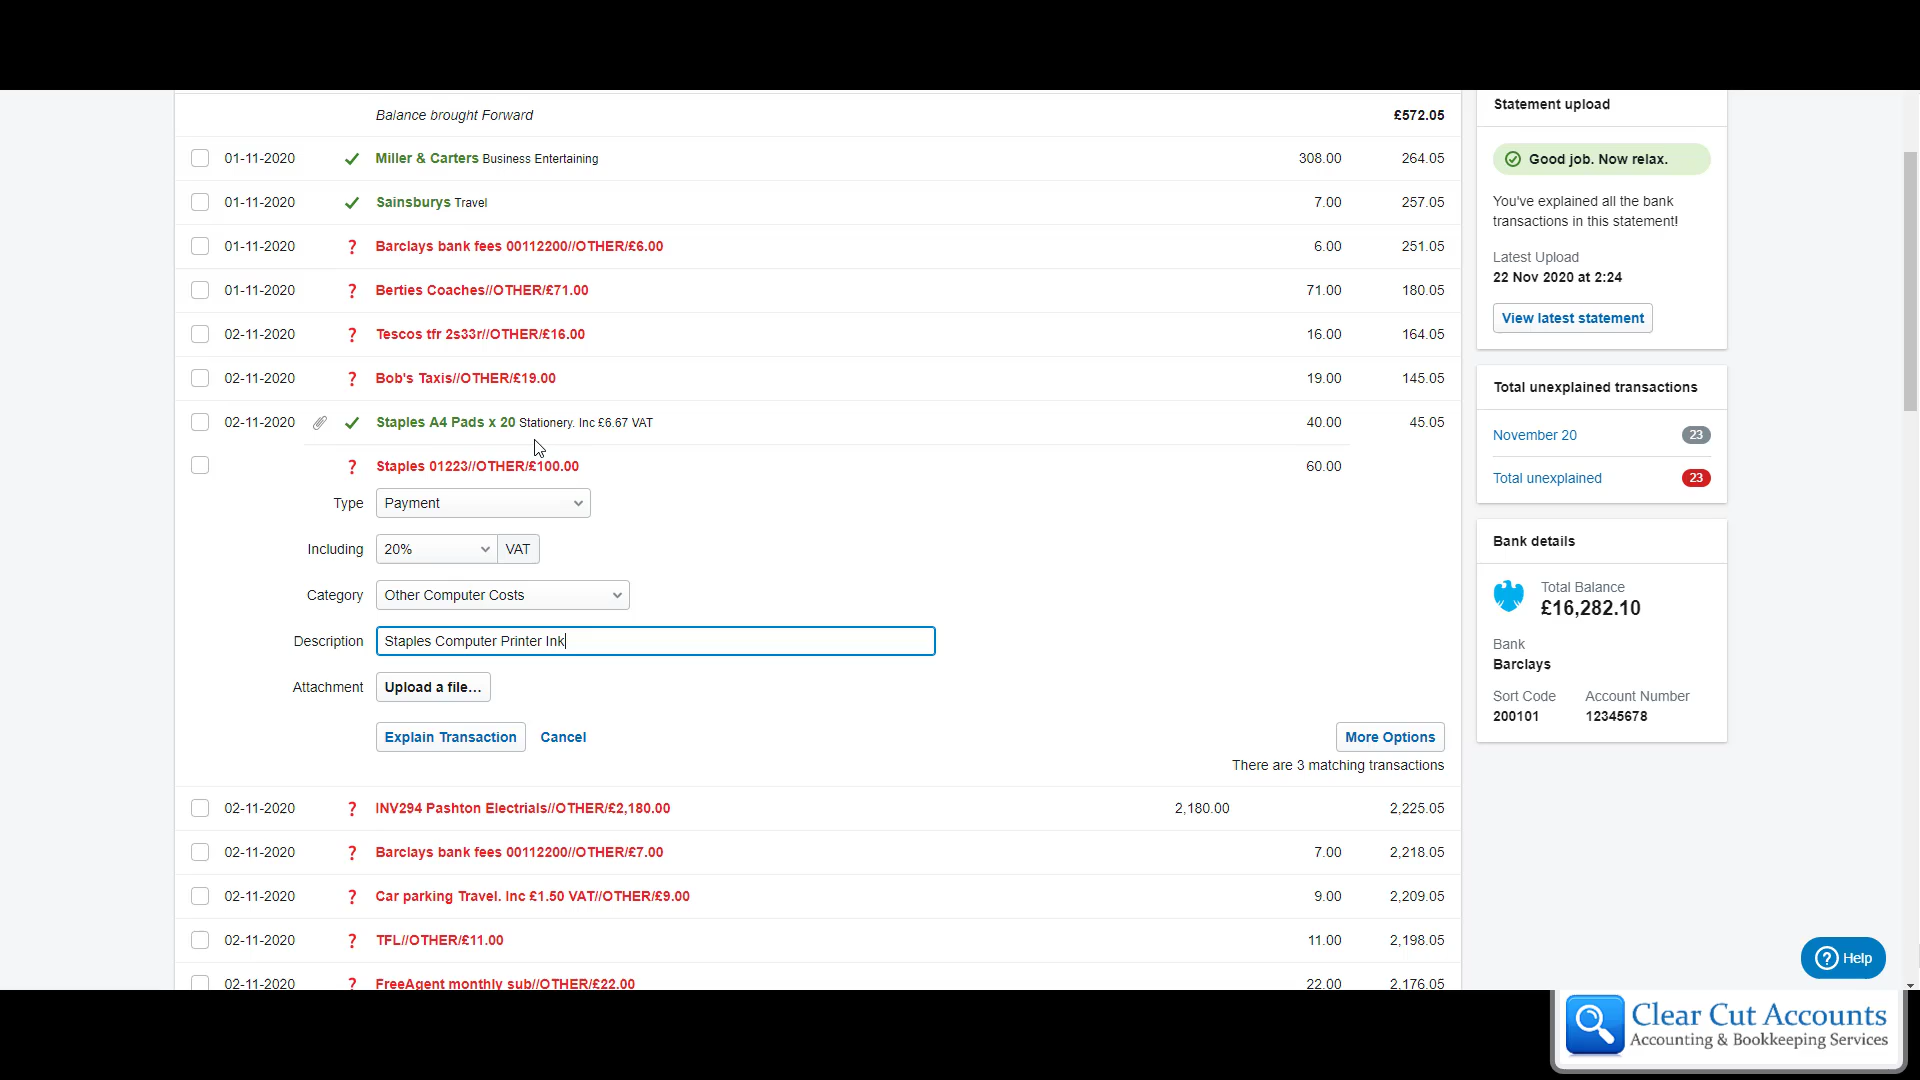 Balance brought Forward £572.05
01-11-2020 Miller & Carters Business Entertaining 308.00 264.05
01-11-2020 Sainsburys Travel 7.00 257.05
01-11-2020 ? Barclays bank fees 00112200//OTHER/£6.00 6.00 251.05
01-11-2020 ? Berties Coaches//OTHER/£71.00 71.00 180.05
02-11-2020 ? Tescos tfr 2s33r//OTHER/£16.00 16.00 164.05
02-11-2020 ? Bob's Taxis//OTHER/£19.00 19.00 145.05
02-11-2020 Staples A4 Pads x 20 Stationery. Inc £6.67 VAT 40.00 45.05
? Staples 01223//OTHER/£100.00 60.00
Type Payment
Including 20% VAT
Category Other Computer Costs
Description Staples Computer Printer Ink
Attachment Upload a file...
Explain Transaction Cancel More Options
There are 3 matching transactions
02-11-2020 ? INV294 Pashton Electrials//OTHER/£2,180.00 2,180.00 2,225.05
02-11-2020 ? Barclays bank fees 00112200//OTHER/£7.00 7.00 2,218.05
02-11-2020 ? Car parking Travel. Inc £1.50 VAT//OTHER/£9.00 9.00 2,209.05
02-11-2020 ? TFL//OTHER/£11.00 11.00 2,198.05
02-11-2020 ? FreeAgent monthly sub//OTHER/£22.00 22.00 2,176.05
Statement upload
Good job. Now relax.
You've explained all the bank
transactions in this statement!
Latest Upload
22 Nov 2020 at 2:24
View latest statement
Total unexplained transactions
November 20 23
Total unexplained 23
Bank details
Total Balance
£16,282.10
Bank
Barclays
Sort Code Account Number
200101 12345678
? Help
Clear Cut Accounts
Accounting & Bookkeeping Services